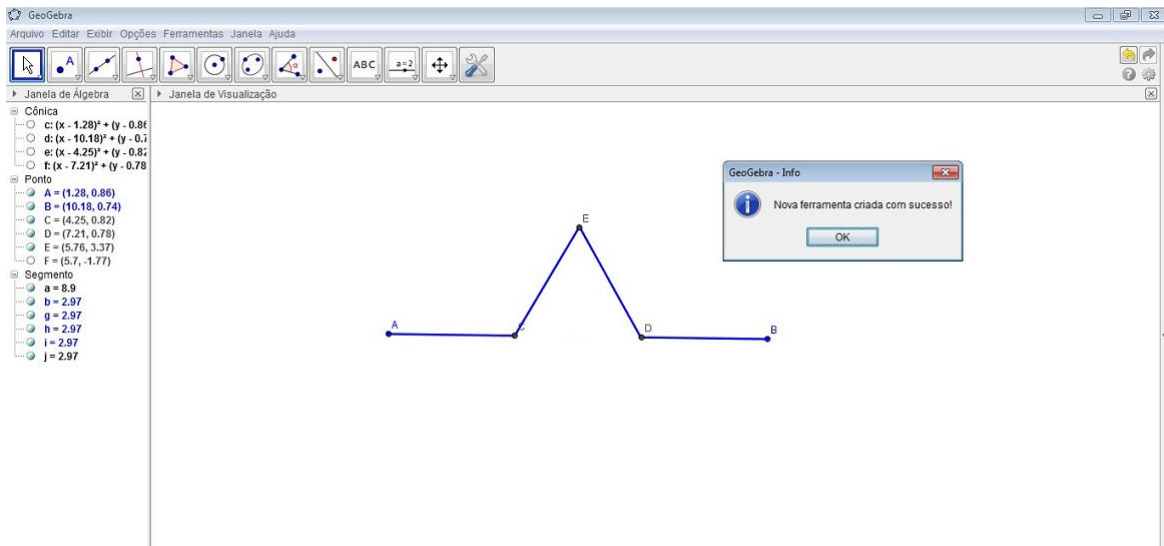 GeoGebra
Arquivo Editar Exibir Opções Ferramentas Janela Ajuda
A
ABC
a=2
Janela de Álgebra
Janela de Visualização
Cônica
c: (x - 1.28)² + (y - 0.86
d: (x - 10.18)² + (y - 0.7
e: (x - 4.25)² + (y - 0.82
f: (x - 7.21)² + (y - 0.78
Ponto
A = (1.28, 0.86)
B = (10.18, 0.74)
C = (4.25, 0.82)
D = (7.21, 0.78)
E = (5.76, 3.37)
F = (5.7, -1.77)
Segmento
a = 8.9
b = 2.97
g = 2.97
h = 2.97
i = 2.97
j = 2.97
E
A
C
D
B
GeoGebra - Info
Nova ferramenta criada com sucesso!
OK